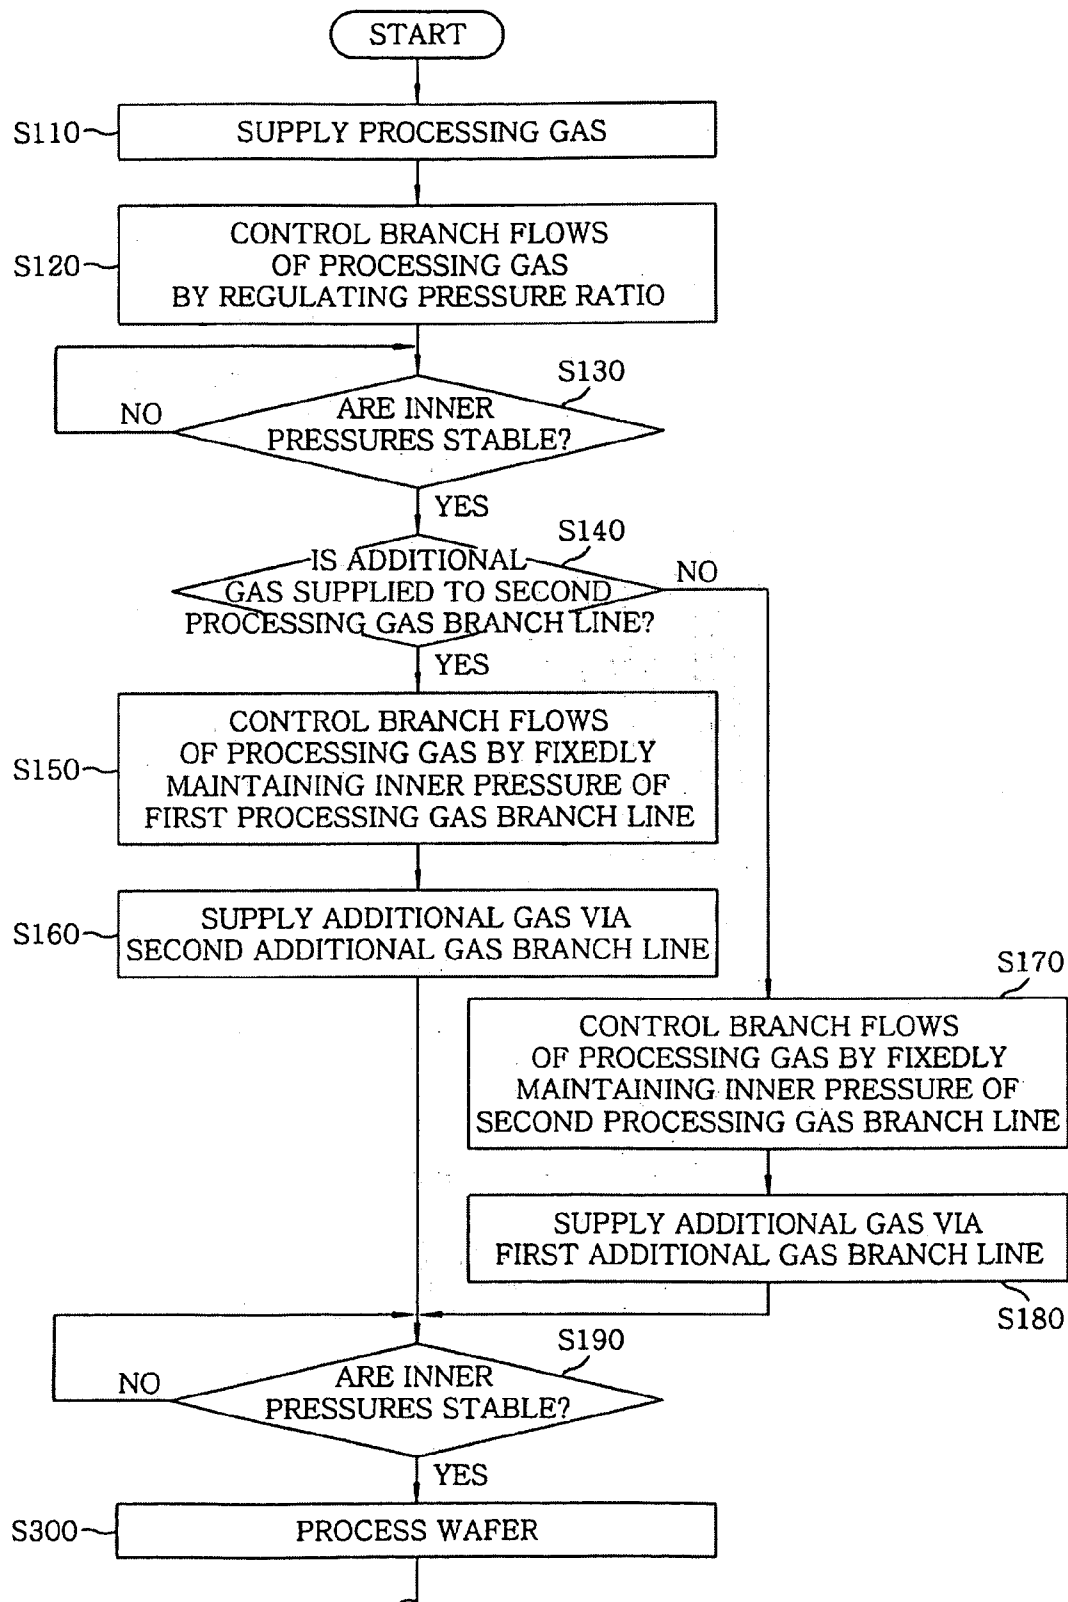 START
S110
SUPPLY PROCESSING GAS
S120
CONTROL BRANCH FLOWS
OF PROCESSING GAS
BY REGULATING PRESSURE RATIO
S130
ARE INNER
PRESSURES STABLE?
NO
YES
S140
IS ADDITIONAL
GAS SUPPLIED TO SECOND
PROCESSING GAS BRANCH LINE?
NO
YES
S150
CONTROL BRANCH FLOWS
OF PROCESSING GAS BY FIXEDLY
MAINTAINING INNER PRESSURE OF
FIRST PROCESSING GAS BRANCH LINE
S160
SUPPLY ADDITIONAL GAS VIA
SECOND ADDITIONAL GAS BRANCH LINE
S170
CONTROL BRANCH FLOWS
OF PROCESSING GAS BY FIXEDLY
MAINTAINING INNER PRESSURE OF
SECOND PROCESSING GAS BRANCH LINE
SUPPLY ADDITIONAL GAS VIA
FIRST ADDITIONAL GAS BRANCH LINE
S180
S190
ARE INNER
PRESSURES STABLE?
NO
YES
S300
PROCESS WAFER